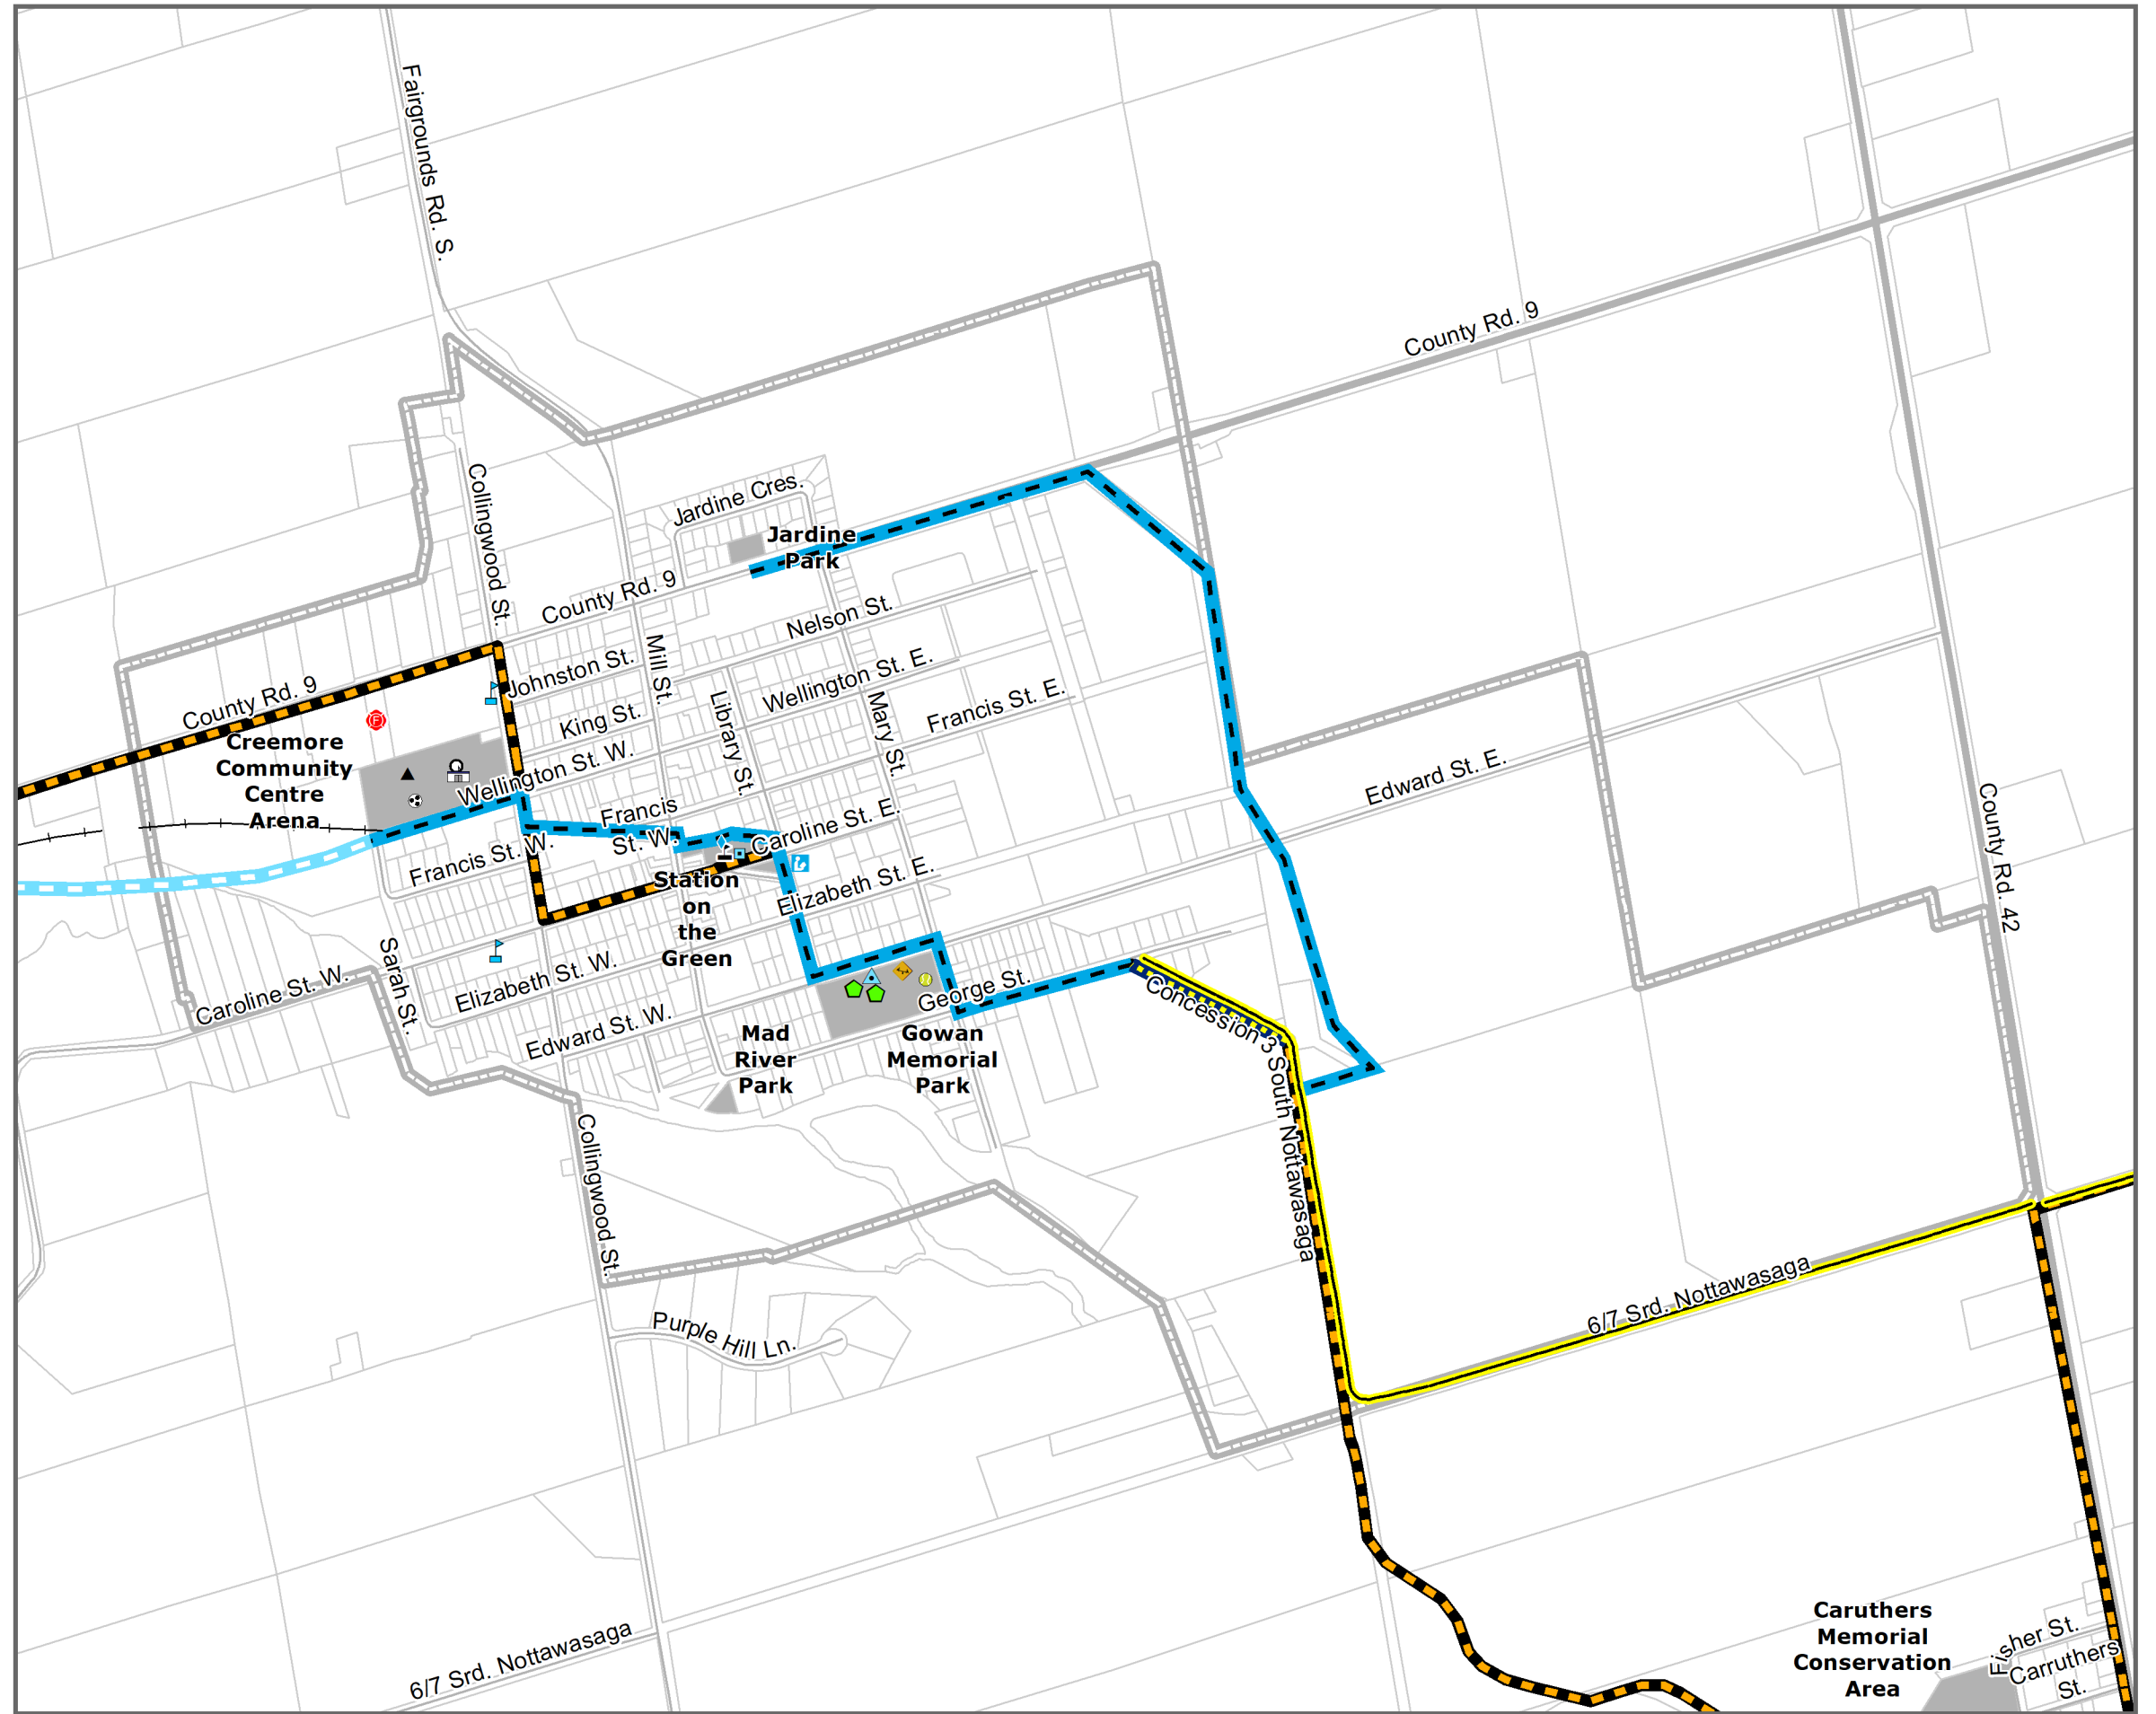 Fairgrounds Rd. S.
County Rd. 9
Collingwood St.
Jardine Cres.
Jardine
Park
County Rd. 9
Nelson St.
Johnston St.
Mill St.
Wellington St. E.
King St.
Library St.
Mary St.
Francis St. E.
County Rd. 9
Creemore
Community
Centre
Arena
Wellington St. W.
Edward St. E.
County Rd. 42
Francis
St. W.
Francis St. W.
Caroline St. E.
Station
on
the
Green
Elizabeth St. E.
Sarah St.
Caroline St. W.
Elizabeth St. W.
Edward St. W.
George St.
Concession 3 South Nottawasaga
Mad
River
Park
Gowan
Memorial
Park
Collingwood St.
6/7 Srd. Nottawasaga
Purple Hill Ln.
6/7 Srd. Nottawasaga
Caruthers
Memorial
Conservation
Area
Fisher St.
Carruthers
St.
F